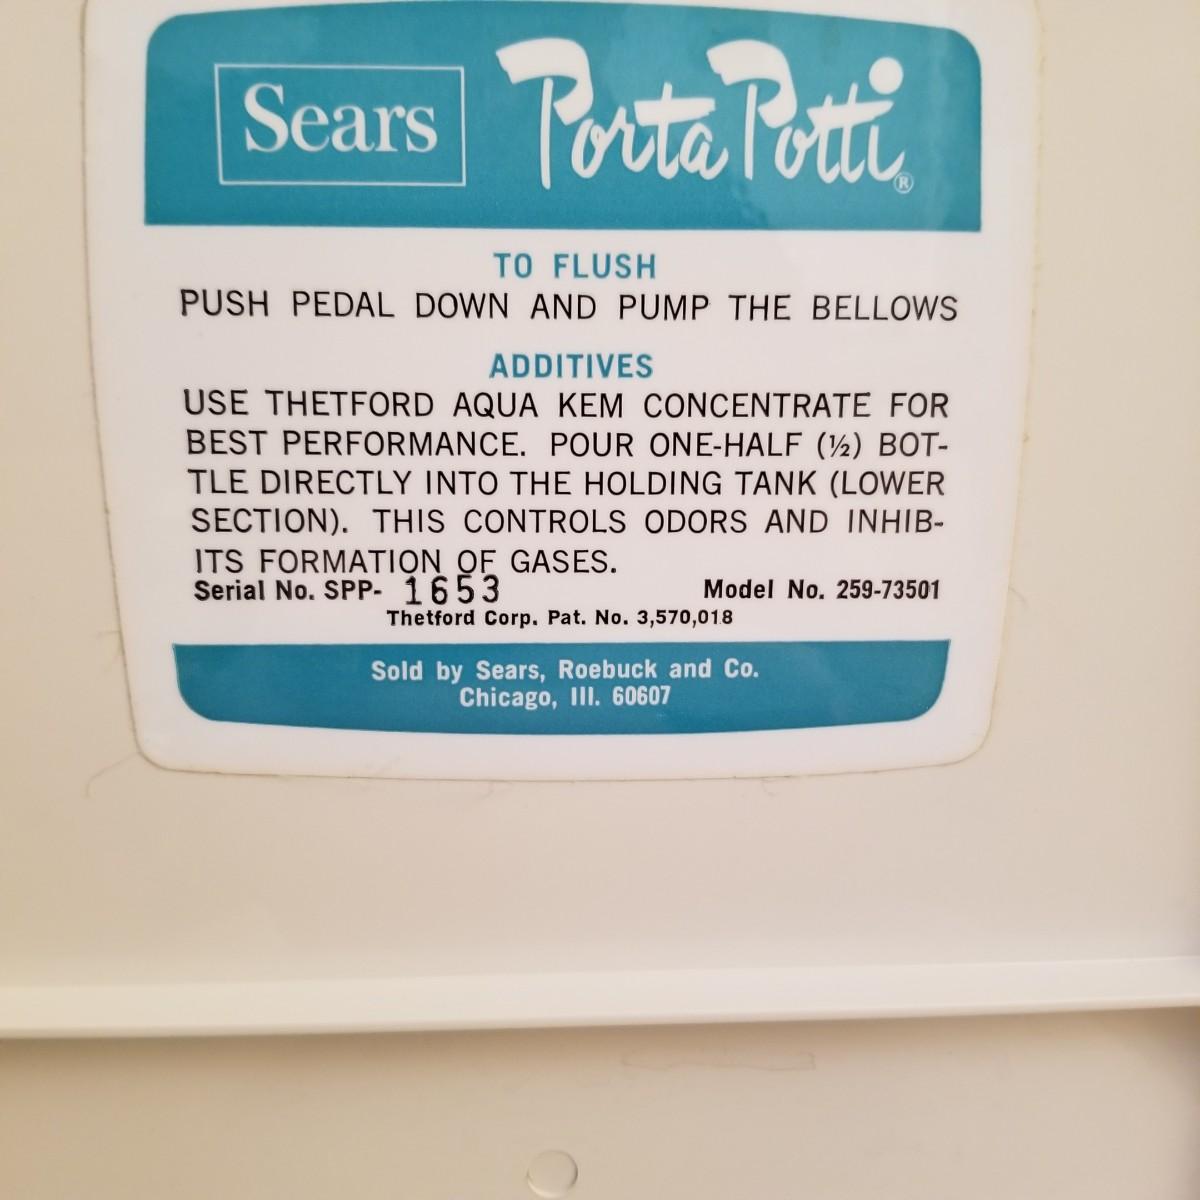 Sears Porta Potti®
TO FLUSH
PUSH PEDAL DOWN AND PUMP THE BELLOWS
ADDITIVES
USE THETFORD AQUA KEM CONCENTRATE FOR
BEST PERFORMANCE. POUR ONE-HALF (½) BOT-
TLE DIRECTLY INTO THE HOLDING TANK (LOWER
SECTION). THIS CONTROLS ODORS AND INHIB-
ITS FORMATION OF GASES.
Serial No. SPP- 1653 Model No. 259-73501
Thetford Corp. Pat. No. 3,570,018
Sold by Sears, Roebuck and Co.
Chicago, Ill. 60607